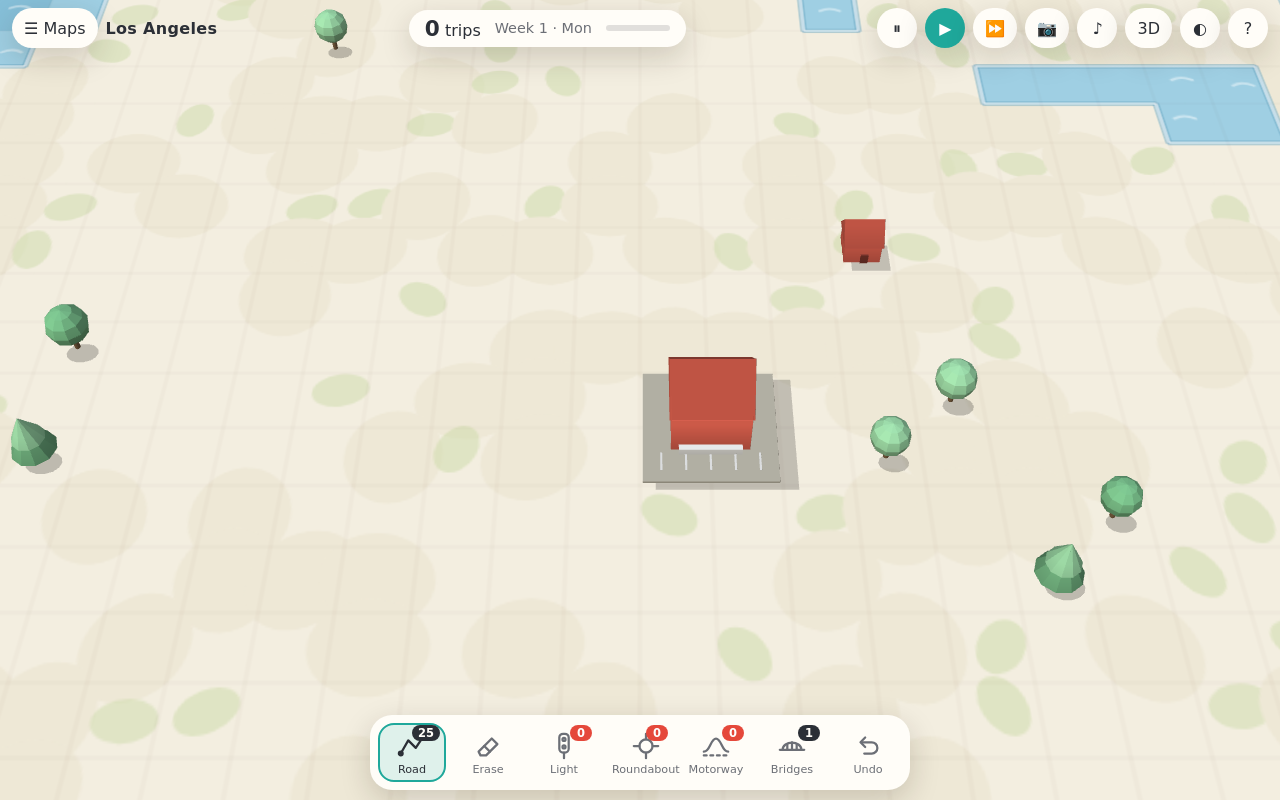 ☰ Maps
Los Angeles
0 trips
Week 1 · Mon
3D
?
25
Road
Erase
0
Light
0
Roundabout
0
Motorway
1
Bridges
Undo